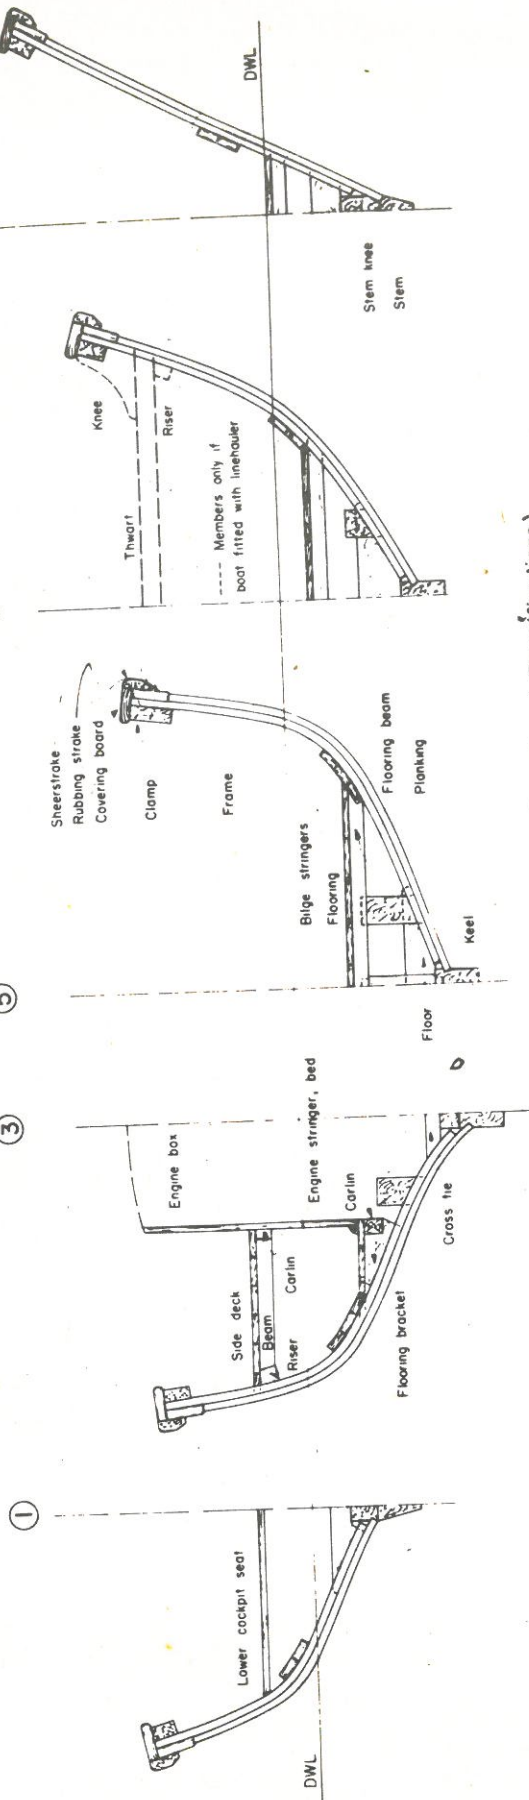 1
Lower cockpit seat
DWL
3
Engine box
Side deck
Beam
Riser
Carlin
Engine stringer, bed
Carlin
Flooring bracket
Cross tie
5
Sheerstrake
Rubbing strake
Covering board
Clamp
Frame
Bilge stringers
Flooring
Flooring beam
Planking
Floor
Keel
Knee
Thwart
Riser
---- Members only if
boat fitted with linehauler
DWL
Stem knee
Stem